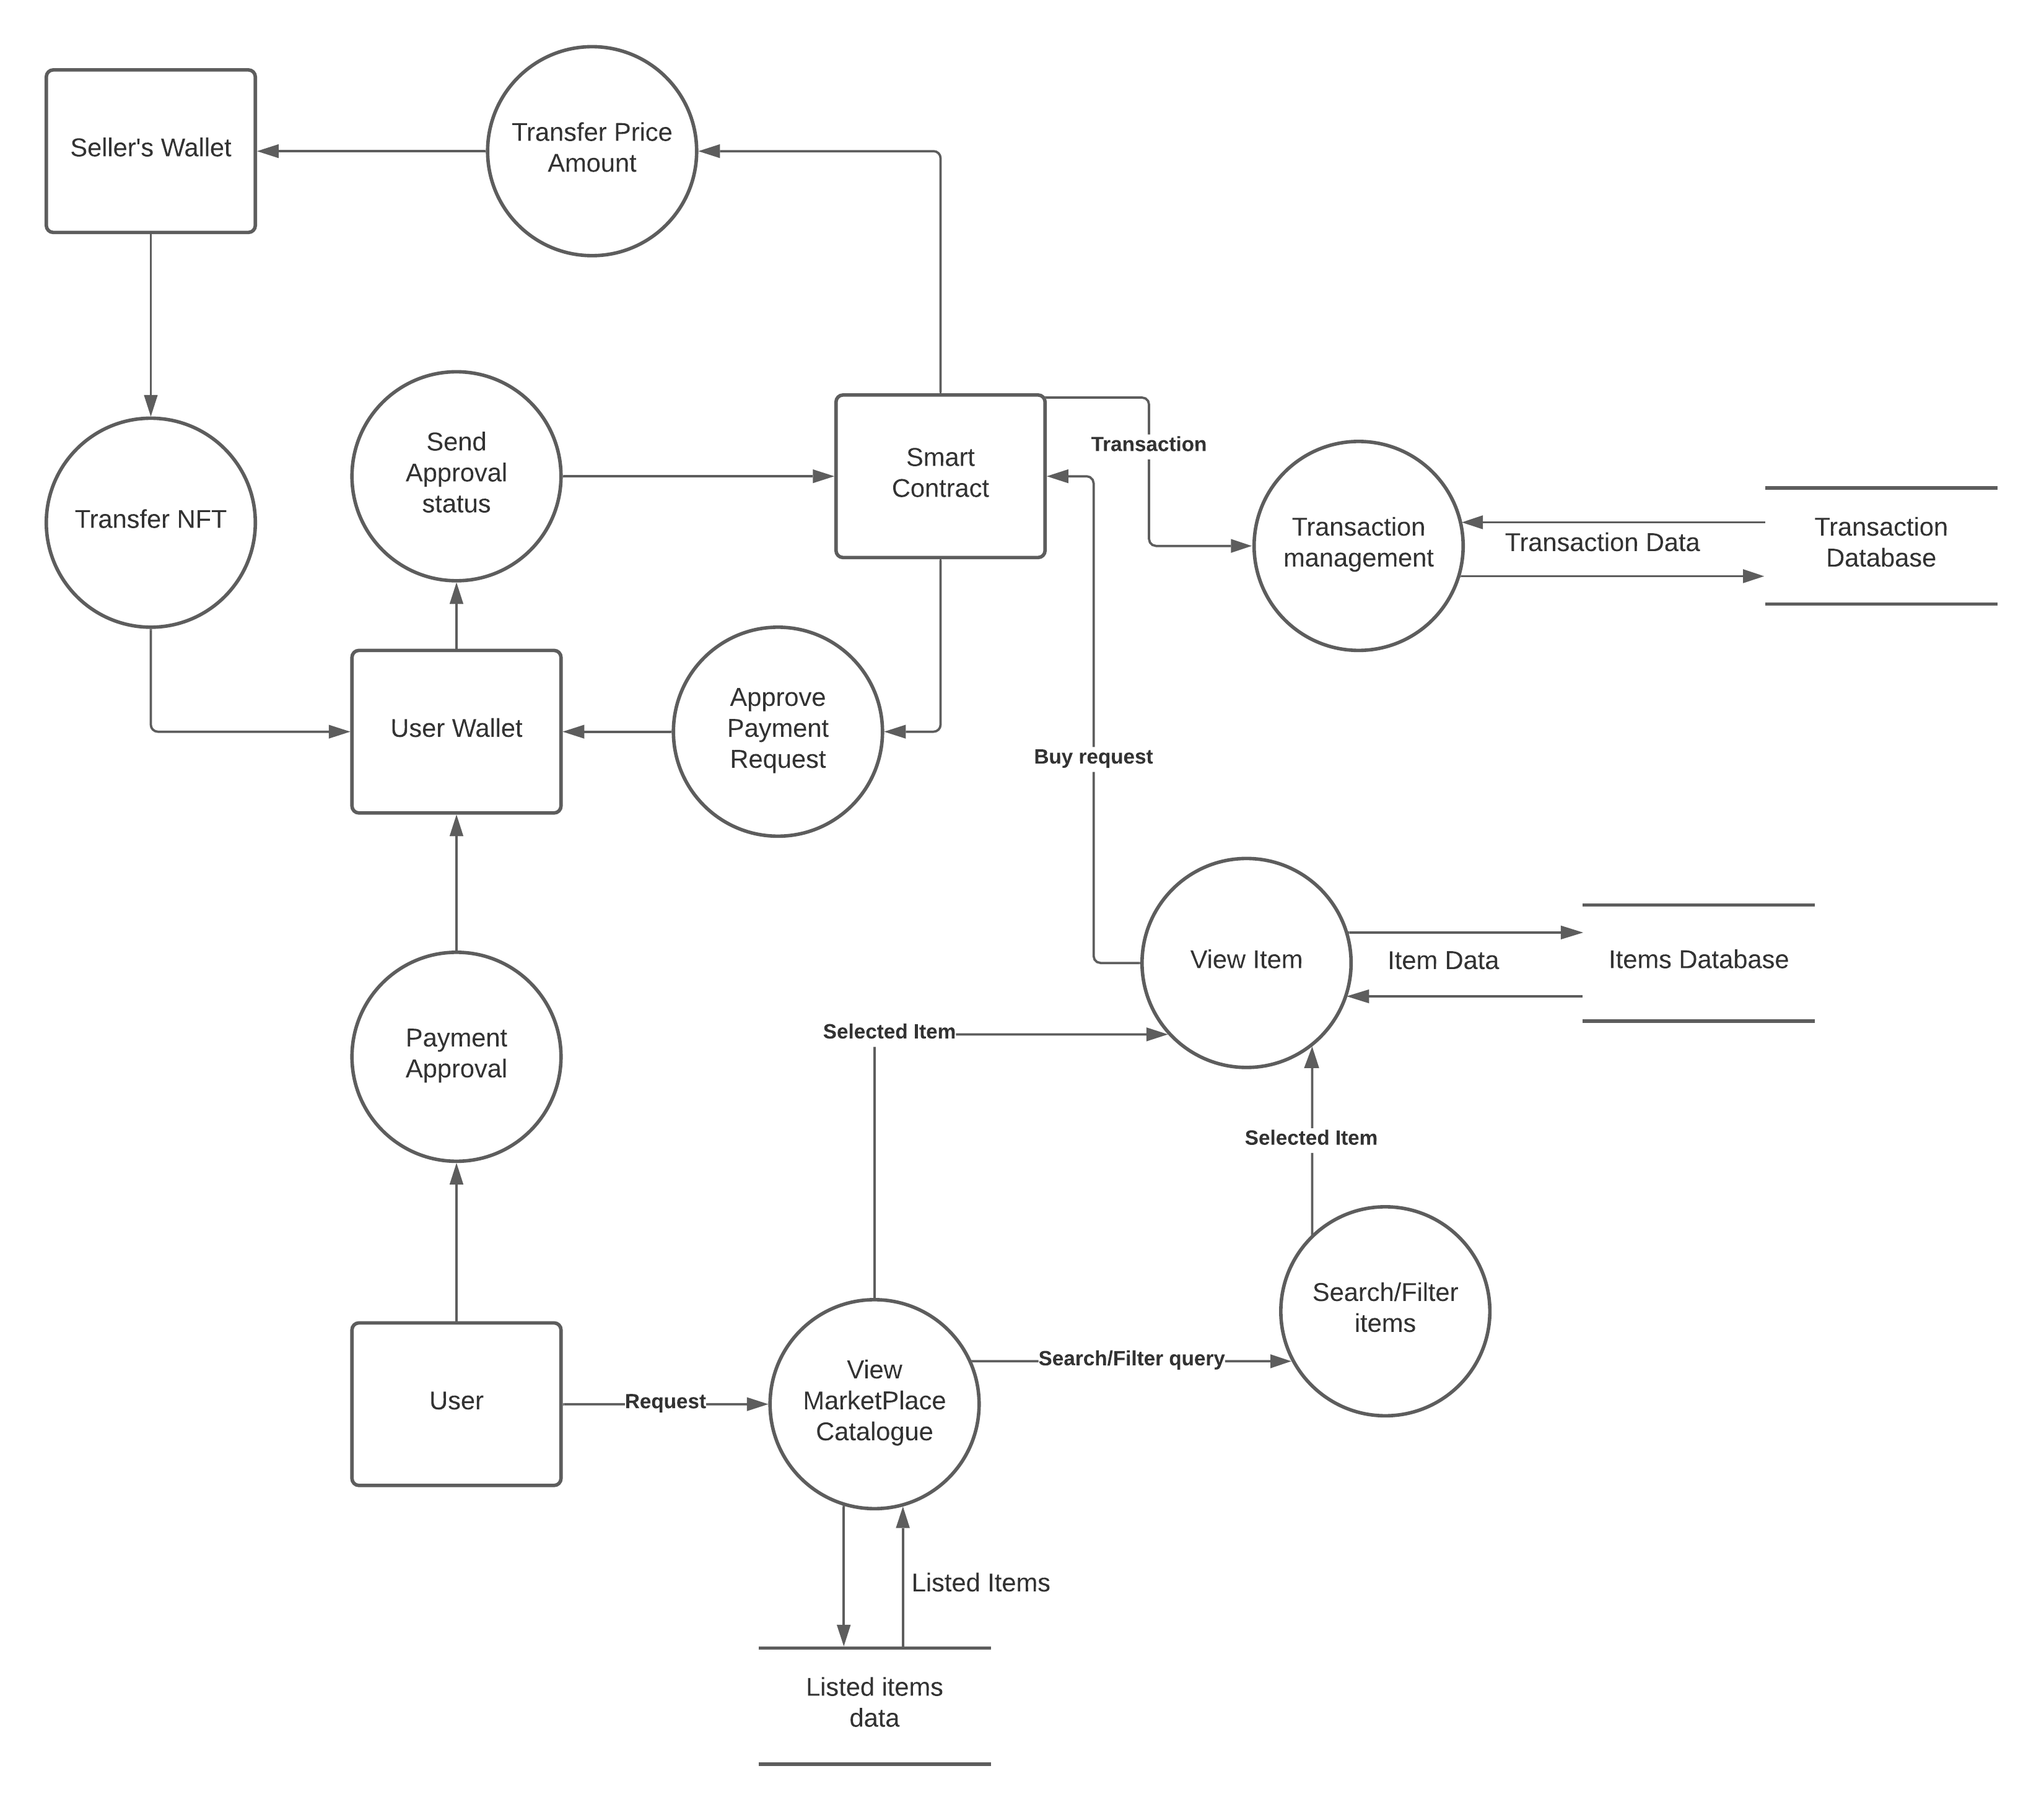 Transfer Price
Amount
Seller's Wallet
Send
Approval
status
Smart
Contract
Transaction
Transfer NFT
Transaction
management
Transaction Data
Transaction
Database
User Wallet
Approve
Payment
Request
Buy request
View Item
Item Data
Items Database
Payment
Approval
Selected Item
Selected Item
Search/Filter
items
User
Request
View
MarketPlace
Catalogue
Search/Filter query
Listed Items
Listed items
data